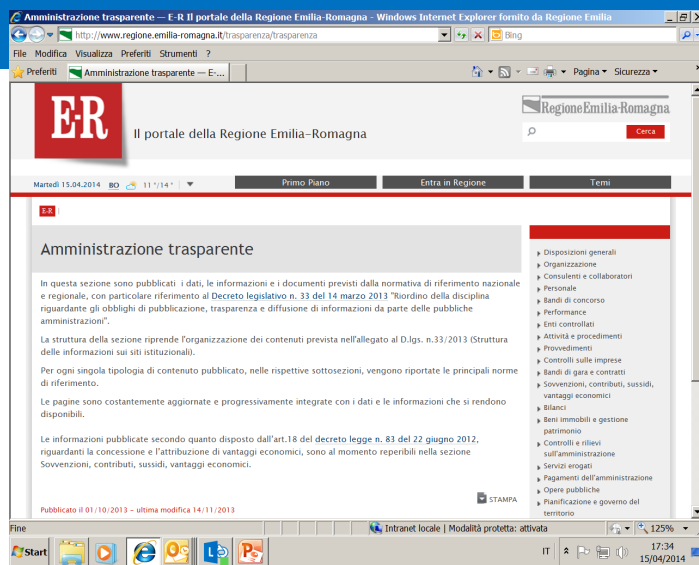 Amministrazione trasparente — E-R Il portale della Regione Emilia-Romagna - Windows Internet Explorer fornito da Regione Emilia
http://www.regione.emilia-romagna.it/trasparenza/trasparenza
Bing
File Modifica Visualizza Preferiti Strumenti ?
Preferiti Amministrazione trasparente — E-...
Pagina Sicurezza
E-R
Il portale della Regione Emilia-Romagna
RegioneEmilia-Romagna
Cerca
Martedì 15.04.2014 BO 11°/14°
Primo Piano
Entra in Regione
Temi
E-R
Amministrazione trasparente
In questa sezione sono pubblicati i dati, le informazioni e i documenti previsti dalla normativa di riferimento nazionale
e regionale, con particolare riferimento al Decreto legislativo n. 33 del 14 marzo 2013 "Riordino della disciplina
riguardante gli obblighi di pubblicazione, trasparenza e diffusione di informazioni da parte delle pubbliche
amministrazioni".
La struttura della sezione riprende l'organizzazione dei contenuti prevista nell'allegato al D.lgs. n.33/2013 (Struttura
delle informazioni sui siti istituzionali).
Per ogni singola tipologia di contenuto pubblicato, nelle rispettive sottosezioni, vengono riportate le principali norme
di riferimento.
Le pagine sono costantemente aggiornate e progressivamente integrate con i dati e le informazioni che si rendono
disponibili.
Le informazioni pubblicate secondo quanto disposto dall'art.18 del decreto legge n. 83 del 22 giugno 2012,
riguardanti la concessione e l'attribuzione di vantaggi economici, sono al momento reperibili nella sezione
Sovvenzioni, contributi, sussidi, vantaggi economici.
STAMPA
Pubblicato il 01/10/2013 — ultima modifica 14/11/2013
Disposizioni generali
Organizzazione
Consulenti e collaboratori
Personale
Bandi di concorso
Performance
Enti controllati
Attività e procedimenti
Provvedimenti
Controlli sulle imprese
Bandi di gara e contratti
Sovvenzioni, contributi, sussidi,
vantaggi economici
Bilanci
Beni immobili e gestione
patrimonio
Controlli e rilievi
sull'amministrazione
Servizi erogati
Pagamenti dell'amministrazione
Opere pubbliche
Pianificazione e governo del
territorio
Fine
Intranet locale | Modalità protetta: attivata
125%
Start
IT
17:34
15/04/2014